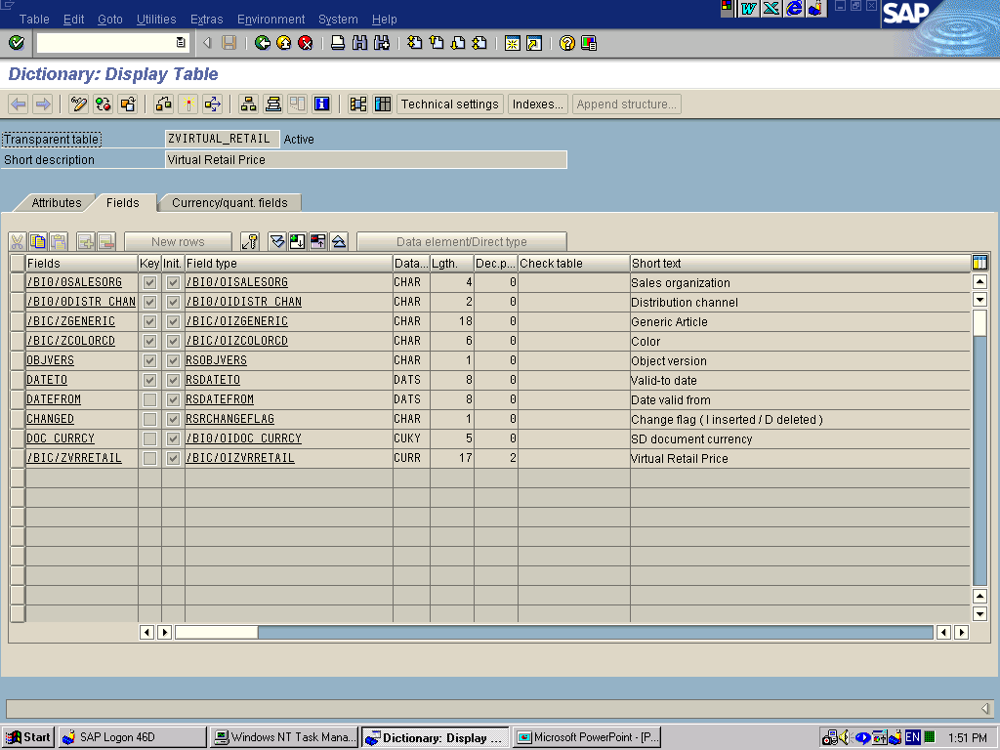 Table Edit Goto Utilities Extras Environment System Help
SAP
Dictionary: Display Table
Technical settings Indexes... Append structure...
Transparent table ZVIRTUAL_RETAIL Active
Short description Virtual Retail Price
Attributes Fields Currency/quant. fields
New rows Data element/Direct type
Fields Key Init. Field type Data... Lgth. Dec.p... Check table Short text
/BI0/0SALESORG /BI0/OISALESORG CHAR 4 0 Sales organization
/BI0/0DISTR_CHAN /BI0/OIDISTR_CHAN CHAR 2 0 Distribution channel
/BIC/ZGENERIC /BIC/OIZGENERIC CHAR 18 0 Generic Article
/BIC/ZCOLORCD /BIC/OIZCOLORCD CHAR 6 0 Color
OBJVERS RSOBJVERS CHAR 1 0 Object version
DATETO RSDATETO DATS 8 0 Valid-to date
DATEFROM RSDATEFROM DATS 8 0 Date valid from
CHANGED RSRCHANGEFLAG CHAR 1 0 Change flag ( I inserted / D deleted )
DOC_CURRCY /BI0/OIDOC_CURRCY CUKY 5 0 SD document currency
/BIC/ZVRRETAIL /BIC/OIZVRRETAIL CURR 17 2 Virtual Retail Price
Start SAP Logon 46D Windows NT Task Mana... Dictionary: Display ... Microsoft PowerPoint - [P... EN 1:51 PM